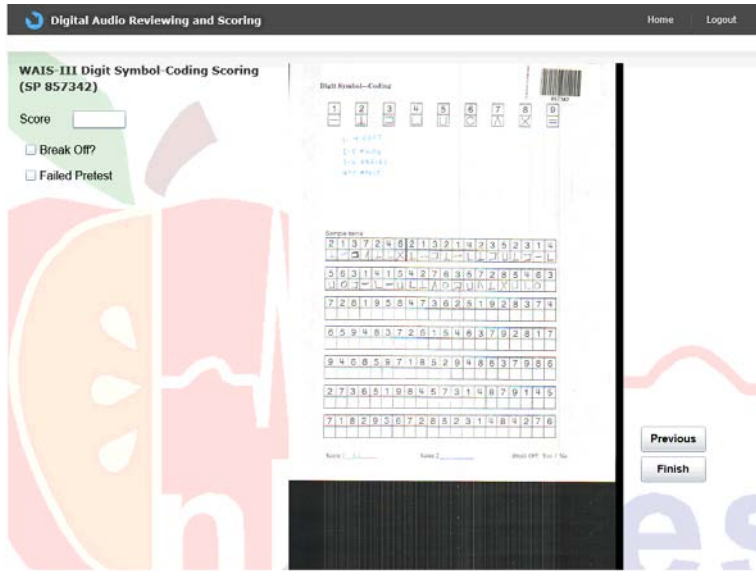 Digital Audio Reviewing and Scoring
Home
Logout
WAIS-III Digit Symbol-Coding Scoring
(SP 857342)
Score
Break Off?
Failed Pretest
Digit Symbol—Coding
857342
1 2 3 4 5 6 7 8 9
Sample Items
2 1 3 7 2 4 8 2 1 3 2 1 4 2 3 5 2 3 1 4
5 6 3 1 4 1 5 4 2 7 6 3 5 7 2 8 5 4 6 3
7 2 8 1 9 5 8 4 7 3 6 2 5 1 9 2 8 3 7 4
6 5 9 4 8 3 7 2 6 1 5 4 6 3 7 9 2 8 1 7
9 4 6 8 5 9 7 1 8 5 2 9 4 8 6 3 7 9 8 6
2 7 3 6 5 1 9 8 4 5 7 3 1 4 8 7 9 1 4 5
7 1 8 2 9 3 6 7 2 8 5 2 3 1 4 8 4 2 7 6
Score 2
Break Off: Yes / No
Previous
Finish